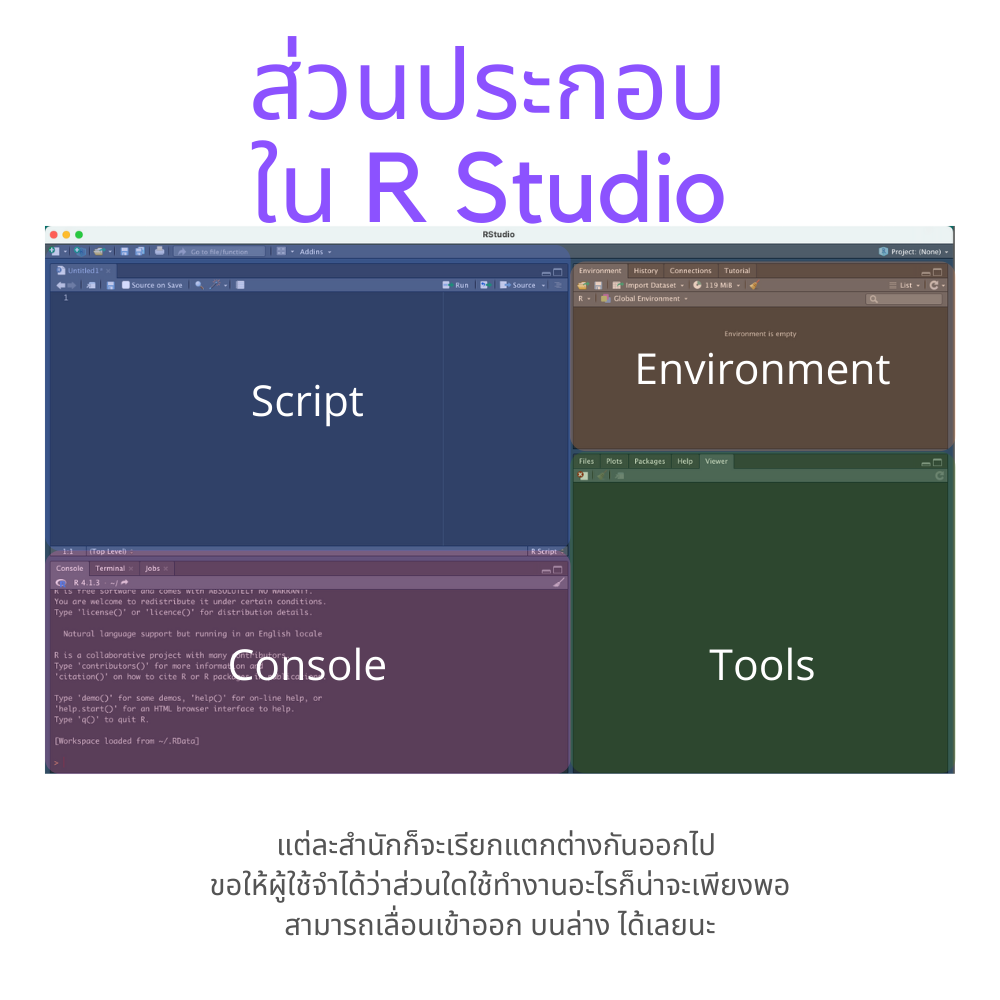 ส่วนประกอบ
ใน R Studio
RStudio
Go to file/function
Addins
Project: (None)
Untitled1*
Source on Save
Run
Source
1
Script
1:1
(Top Level)
R Script
Environment
History
Connections
Tutorial
Import Dataset
119 MiB
List
R
Global Environment
Environment is empty
Environment
Files
Plots
Packages
Help
Viewer
Tools
Console
Terminal
Jobs
R 4.1.3 · ~/
R is free software and comes with ABSOLUTELY NO WARRANTY.
You are welcome to redistribute it under certain conditions.
Type 'license()' or 'licence()' for distribution details.
Natural language support but running in an English locale
R is a collaborative project with many contributors.
Type 'contributors()' for more information and
'citation()' on how to cite R or R packages in publications.
Console
Type 'demo()' for some demos, 'help()' for on-line help, or
'help.start()' for an HTML browser interface to help.
Type 'q()' to quit R.
[Workspace loaded from ~/.RData]
>
แต่ละสำนักก็จะเรียกแตกต่างกันออกไป
ขอให้ผู้ใช้จำได้ว่าส่วนใดใช้ทำงานอะไรก็น่าจะเพียงพอ
สามารถเลื่อนเข้าออก บนล่าง ได้เลยนะ